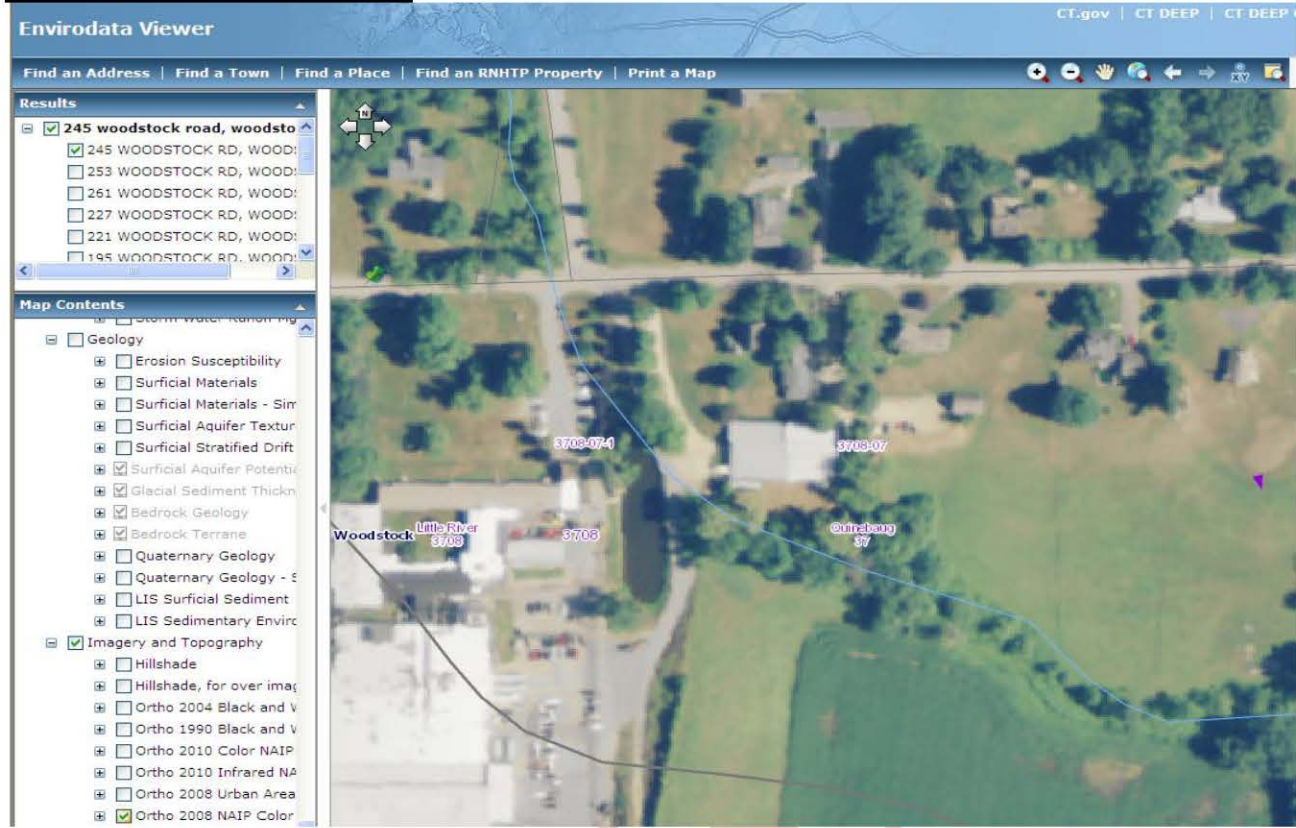 Envirodata Viewer
CT.gov | CT DEEP | CT DEEP
Find an Address | Find a Town | Find a Place | Find an RNHTP Property | Print a Map
XY
Results
245 woodstock road, woodsto
245 WOODSTOCK RD, WOOD
253 WOODSTOCK RD, WOOD
261 WOODSTOCK RD, WOOD
227 WOODSTOCK RD, WOOD
221 WOODSTOCK RD, WOOD
195 WOODSTOCK RD, WOOD
Map Contents
Storm Water Runoff
Geology
Erosion Susceptibility
Surficial Materials
Surficial Materials - Sim
Surficial Aquifer Textur
Surficial Stratified Drift
Surficial Aquifer Potentia
Glacial Sediment Thickn
Bedrock Geology
Bedrock Terrane
Quaternary Geology
Quaternary Geology - S
LIS Surficial Sediment
LIS Sedimentary Enviro
Imagery and Topography
Hillshade
Hillshade, for over imag
Ortho 2004 Black and W
Ortho 1990 Black and W
Ortho 2010 Color NAIP
Ortho 2010 Infrared NA
Ortho 2008 Urban Area
Ortho 2008 NAIP Color
N
3708-07-1
3708-07
Woodstock
Little River
3708
3708
Quinebaug
37